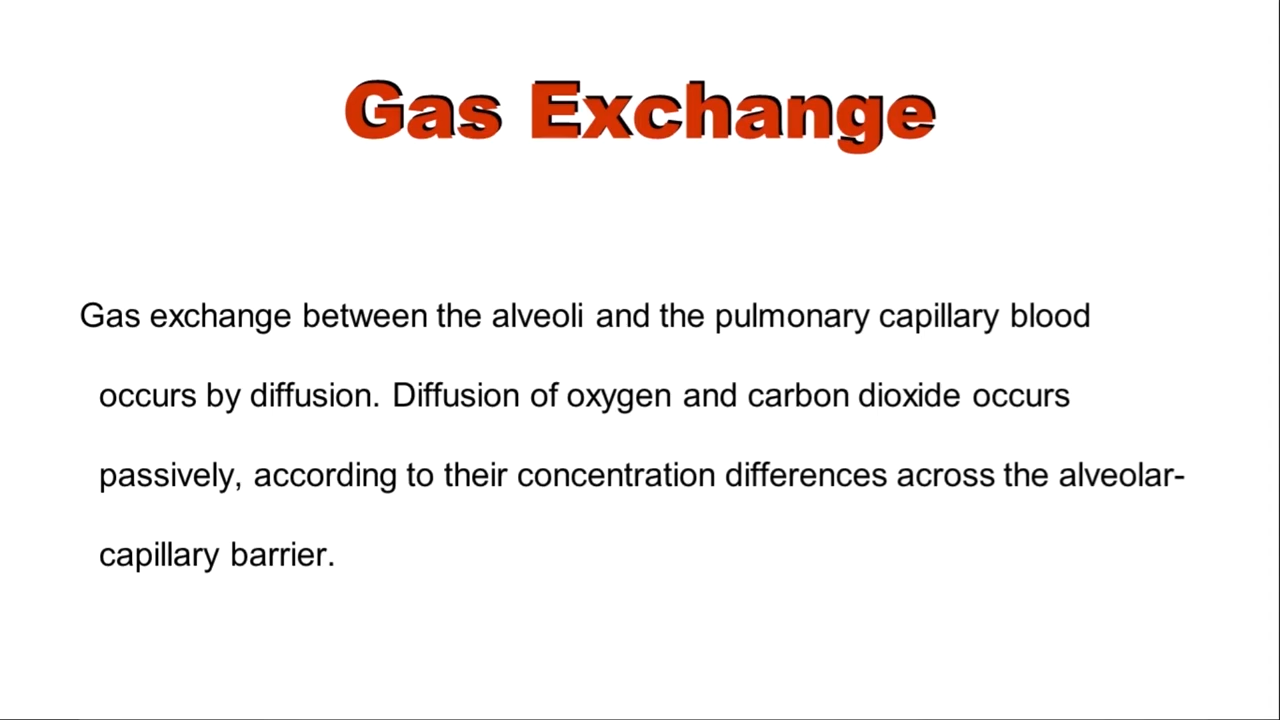 Gas Exchange
Gas exchange between the alveoli and the pulmonary capillary blood
occurs by diffusion. Diffusion of oxygen and carbon dioxide occurs
passively, according to their concentration differences across the alveolar-
capillary barrier.